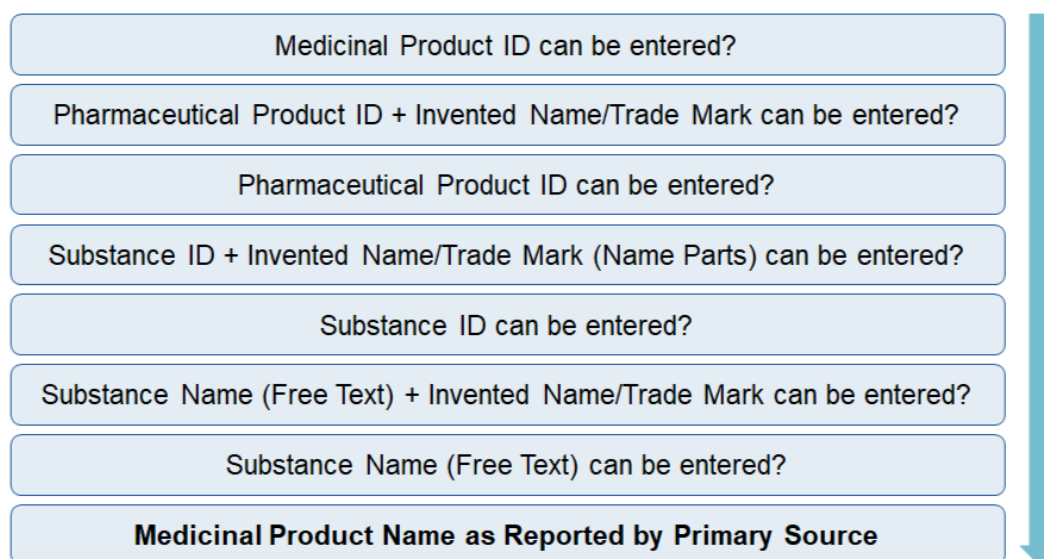 Medicinal Product ID can be entered?
Pharmaceutical Product ID + Invented Name/Trade Mark can be entered?
Pharmaceutical Product ID can be entered?
Substance ID + Invented Name/Trade Mark (Name Parts) can be entered?
Substance ID can be entered?
Substance Name (Free Text) + Invented Name/Trade Mark can be entered?
Substance Name (Free Text) can be entered?
Medicinal Product Name as Reported by Primary Source